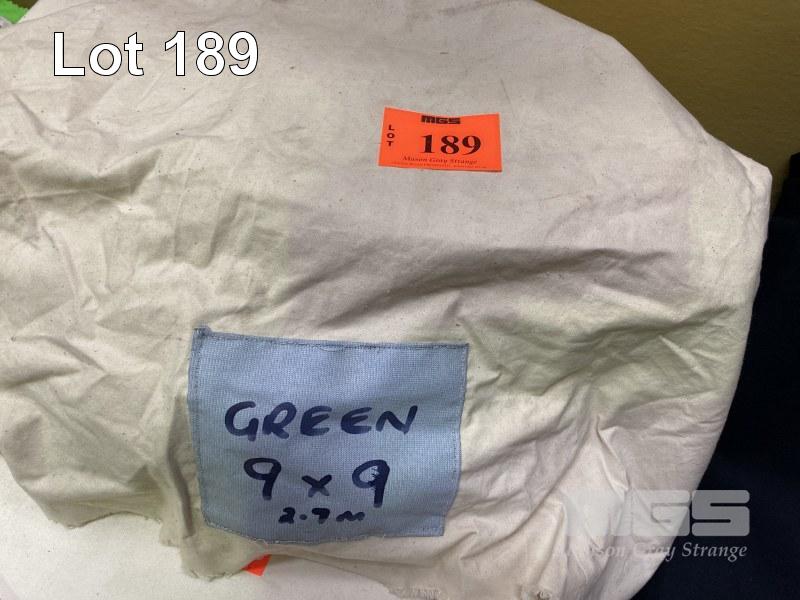 Lot 189
MGS
LOT
189
Mason Gray Strange
GREEN
9 x 9
2.7M
MGS
Mason Gray Strange